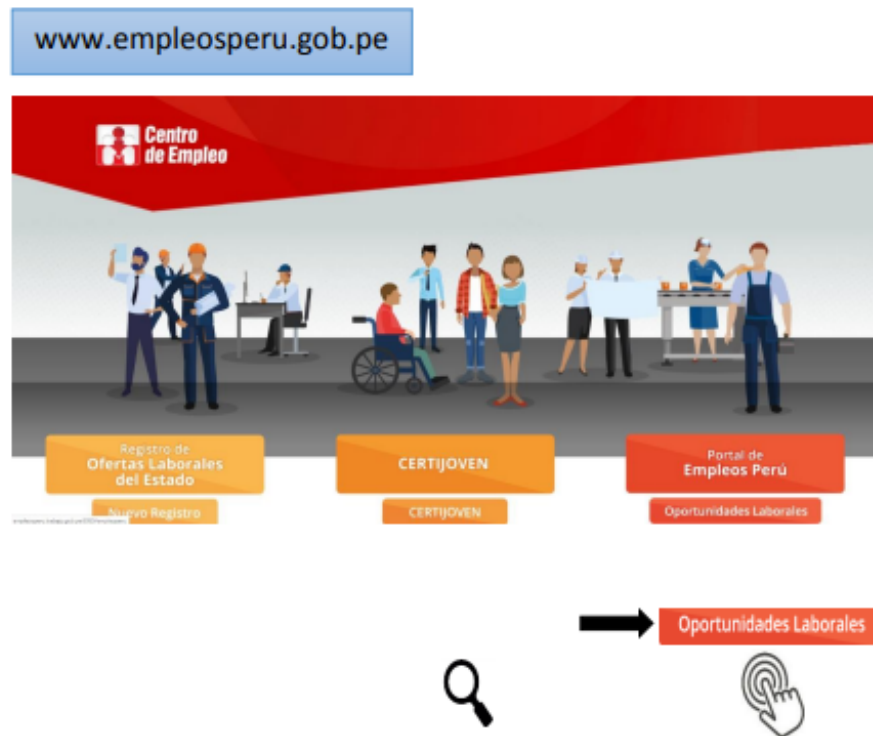 www.empleosperu.gob.pe
Centro
de Empleo
Registro de
Ofertas Laborales
del Estado
CERTIJOVEN
Portal de
Empleos Perú
Nuevo Registro
CERTIJOVEN
Oportunidades Laborales
Oportunidades Laborales